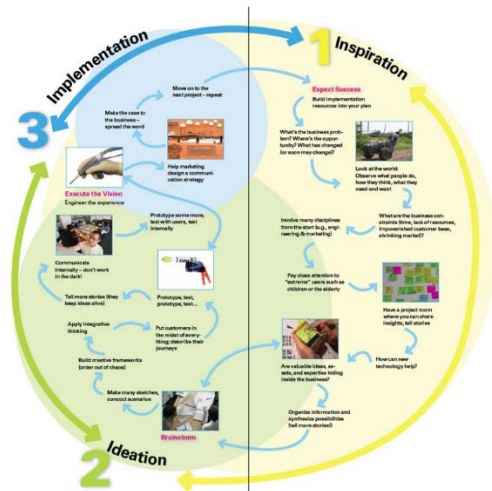 1
Inspiration
Expect Success
Build implementation
resources into your plan
What's the business prob-
lem? Where's the oppor-
tunity? What has changed
(or soon may change)?
Look at the world:
Observe what people do,
how they think, what they
need and want
What are the business con-
straints (time, lack of resources,
impoverished customer base,
shrinking market)?
Involve many disciplines
from the start (e.g., engi-
neering & marketing)
Pay close attention to
"extreme" users such as
children or the elderly
Have a project room
where you can share
insights, tell stories
How can new
technology help?
Are valuable ideas, as-
sets, and expertise hiding
inside the business?
Organize information and
synthesize possibilities
(tell more stories!)
2
Ideation
Brainstorm
Make many sketches,
concoct scenarios
Build creative frameworks
(order out of chaos)
Apply integrative
thinking
Put customers in
the midst of every-
thing; describe their
journeys
Prototype, test,
prototype, test...
Tell more stories (they
keep ideas alive)
Communicate
internally – don't work
in the dark!
Prototype some more,
test with users, test
internally
3
Implementation
Execute the Vision
Engineer the experience
Help marketing
design a communi-
cation strategy
Make the case to
the business –
spread the word
Move on to the
next project – repeat